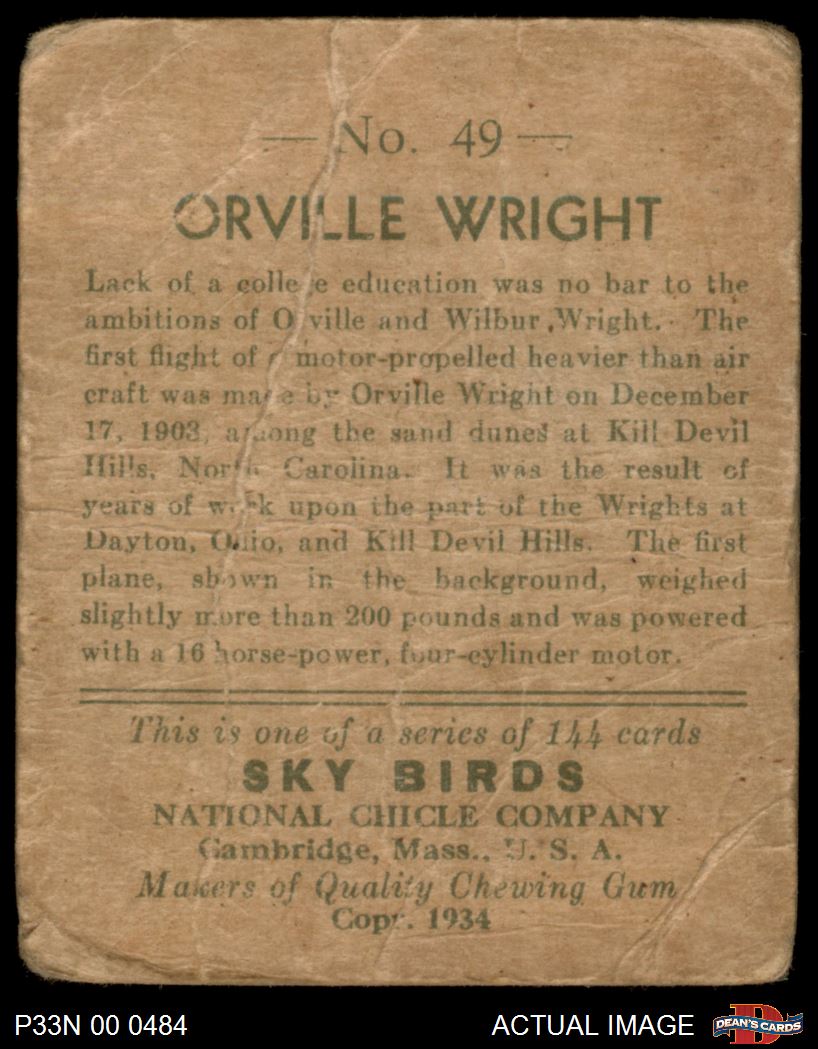 — No. 49 —
ORVILLE WRIGHT
Lack of a college education was no bar to the
ambitions of Orville and Wilbur Wright. The
first flight of a motor-propelled heavier than air
craft was made by Orville Wright on December
17, 1903, among the sand dunes at Kill Devil
Hills, North Carolina. It was the result of
years of work upon the part of the Wrights at
Dayton, Ohio, and Kill Devil Hills. The first
plane, shown in the background, weighed
slightly more than 200 pounds and was powered
with a 16 horse-power, four-cylinder motor.
This is one of a series of 144 cards
SKY BIRDS
NATIONAL CHICLE COMPANY
Cambridge, Mass., U. S. A.
Makers of Quality Chewing Gum
Copr. 1934
P33N 00 0484
ACTUAL IMAGE
D
DEAN'S CARDS